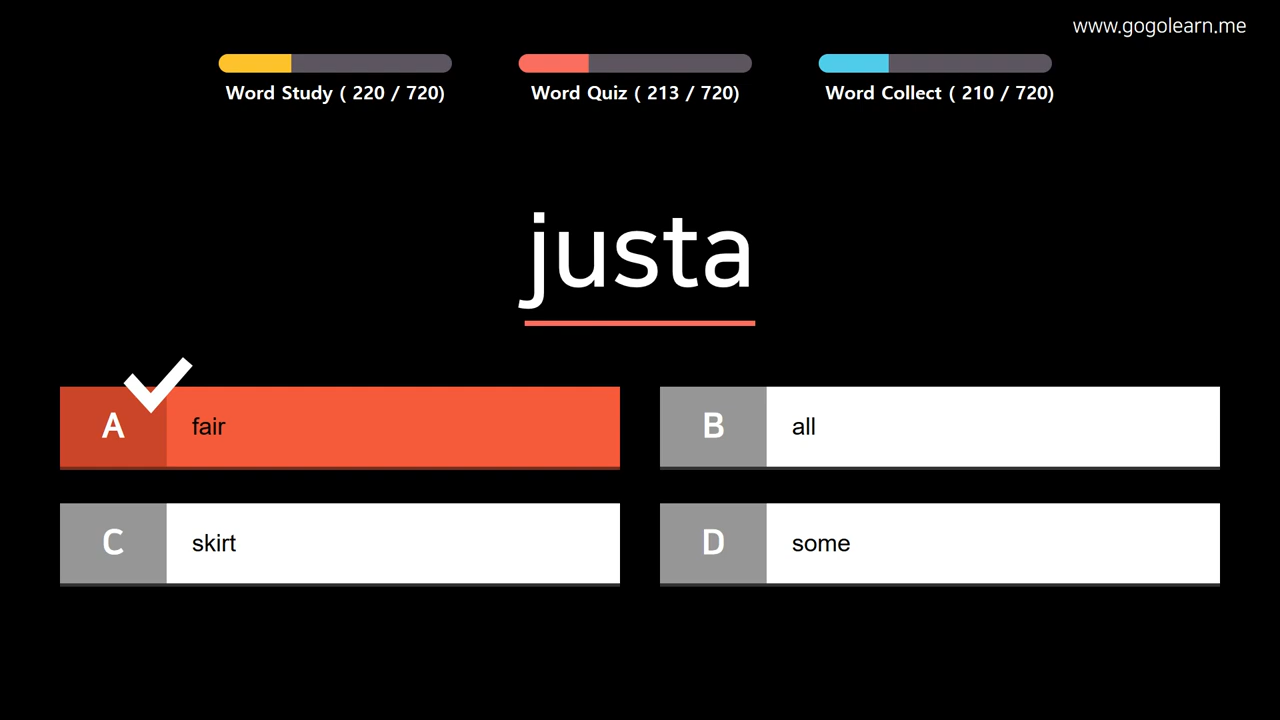 www.gogolearn.me
Word Study ( 220 / 720)
Word Quiz ( 213 / 720)
Word Collect ( 210 / 720)
justa
A fair
B all
C skirt
D some